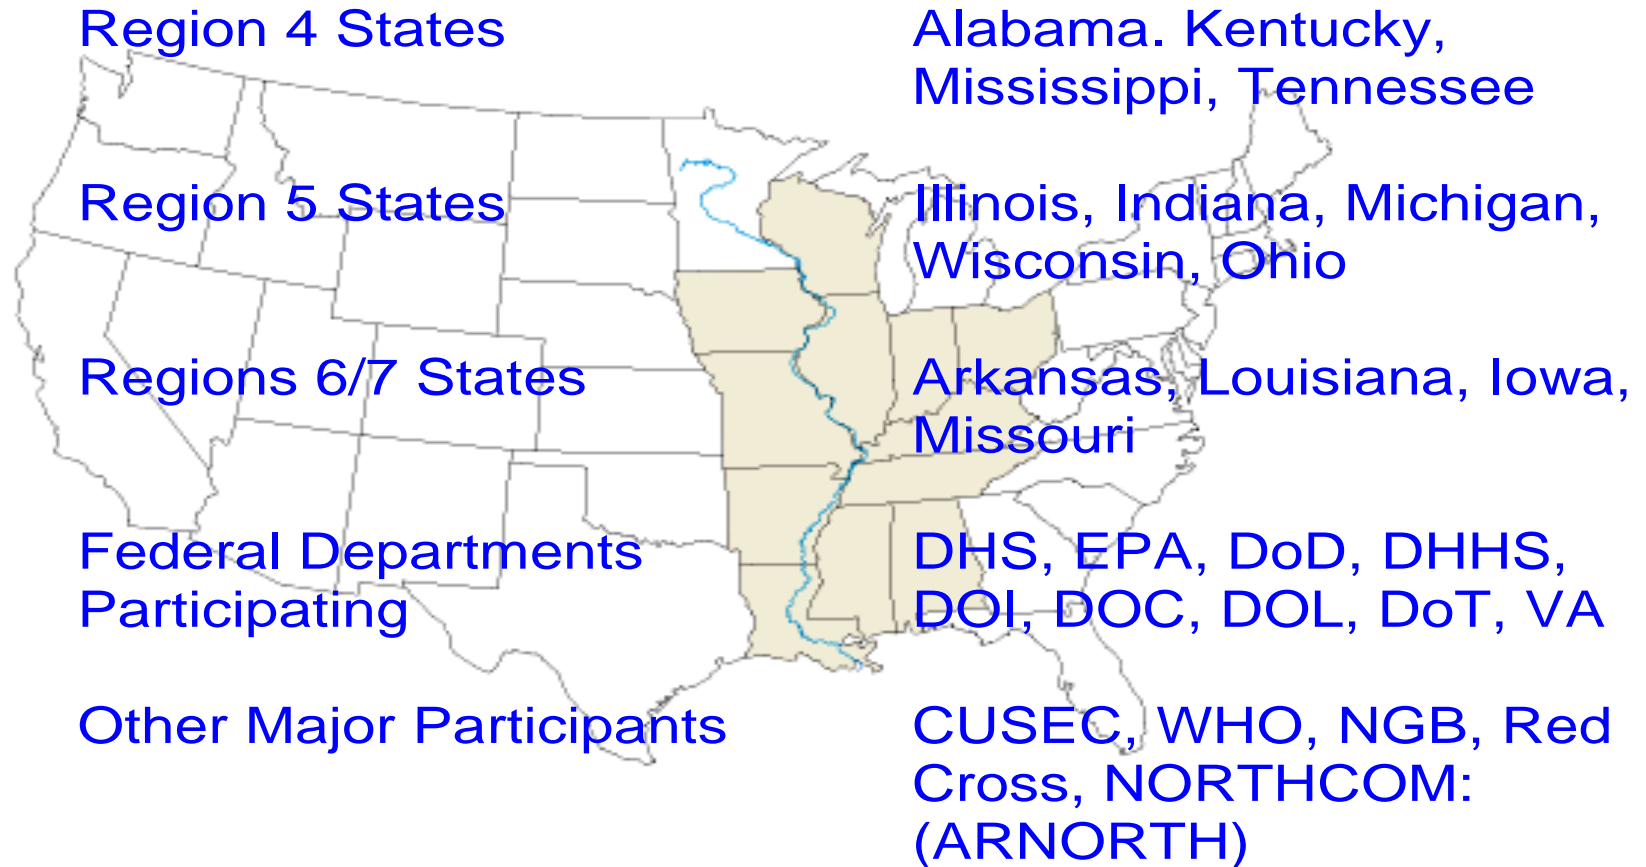 Region 4 States
Alabama. Kentucky,
Mississippi, Tennessee
Region 5 States
Illinois, Indiana, Michigan,
Wisconsin, Ohio
Regions 6/7 States
Arkansas, Louisiana, Iowa,
Missouri
Federal Departments
Participating
DHS, EPA, DoD, DHHS,
DOI, DOC, DOL, DoT, VA
Other Major Participants
CUSEC, WHO, NGB, Red
Cross, NORTHCOM:
(ARNORTH)